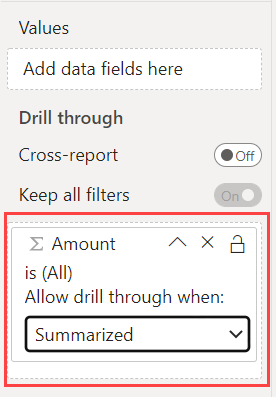 Values
Add data fields here
Drill through
Cross-report Off
Keep all filters On
Σ Amount
is (All)
Allow drill through when:
Summarized